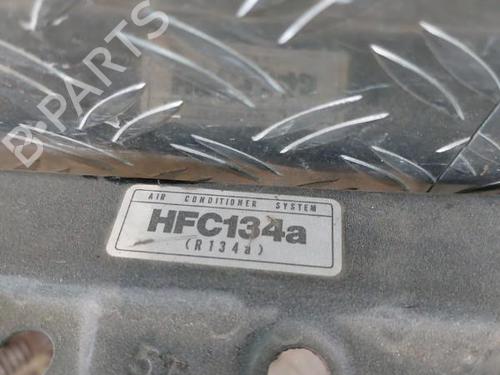 B-PARTS
AIR CONDITIONER SYSTEM
HFC134a
(R134a)